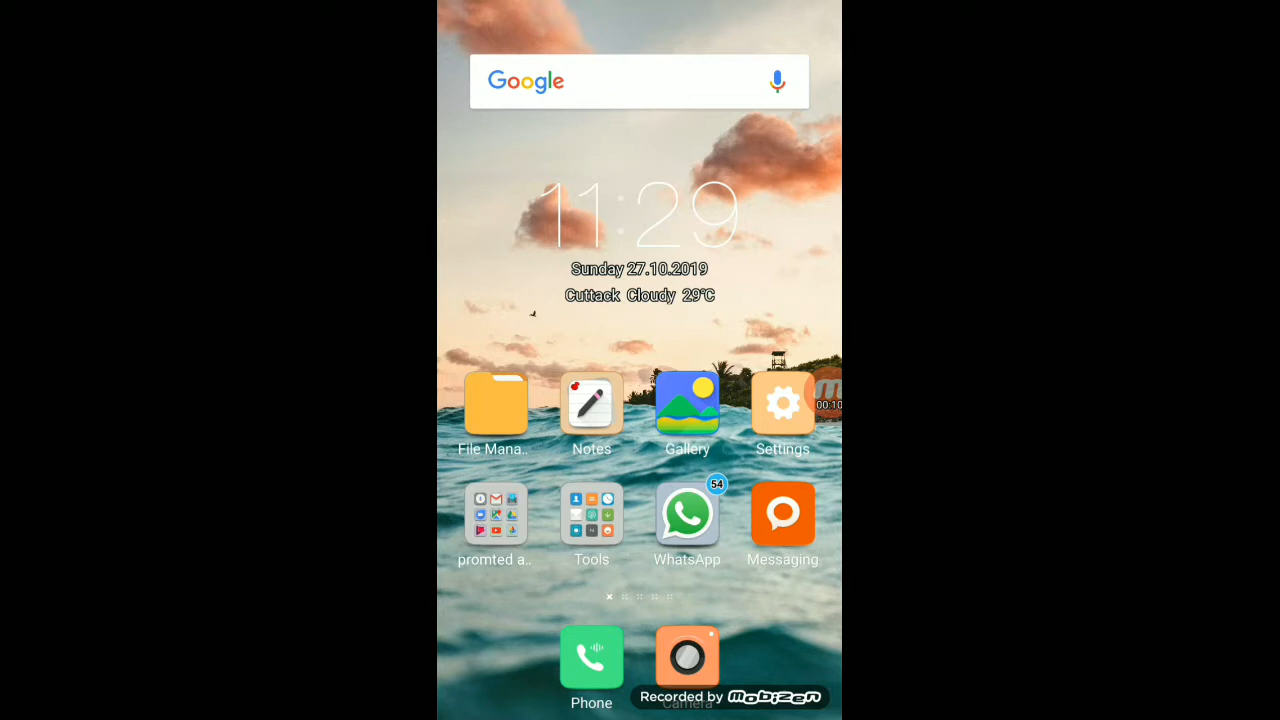 Google
11:29
Sunday 27.10.2019
Cuttack Cloudy 29°C
00:10
File Mana.. Notes Gallery Settings
54
promted a.. Tools WhatsApp Messaging
Recorded by mobizen
Phone Camera